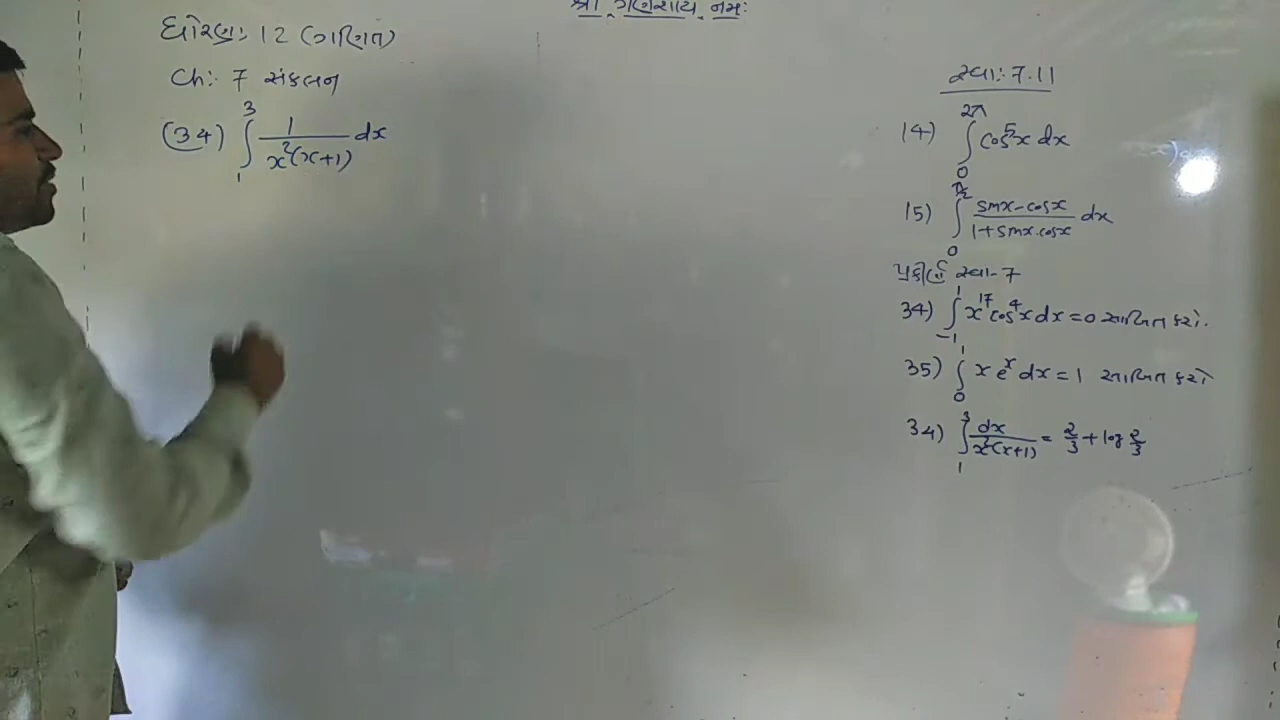 શ્રી ગણેશાય નમઃ
ધોરણ: 12 (ગણિત)
Ch: 7 સંકલન
(34) ∫₁³ 1/(x²(x+1)) dx
સ્વા: 7.11
14) ∫₀^{2π} cos⁵x dx
15) ∫₀^{π/2} (sinx-cosx)/(1+sinx.cosx) dx
પ્રકીર્ણ સ્વા-7
34) ∫₋₁¹ x¹⁷cos⁴x dx = 0 સાબિત કરો.
35) ∫₀¹ x eˣ dx = 1 સાબિત કરો
34) ∫₁³ dx/(x²(x+1)) = 2/3 + log 2/3